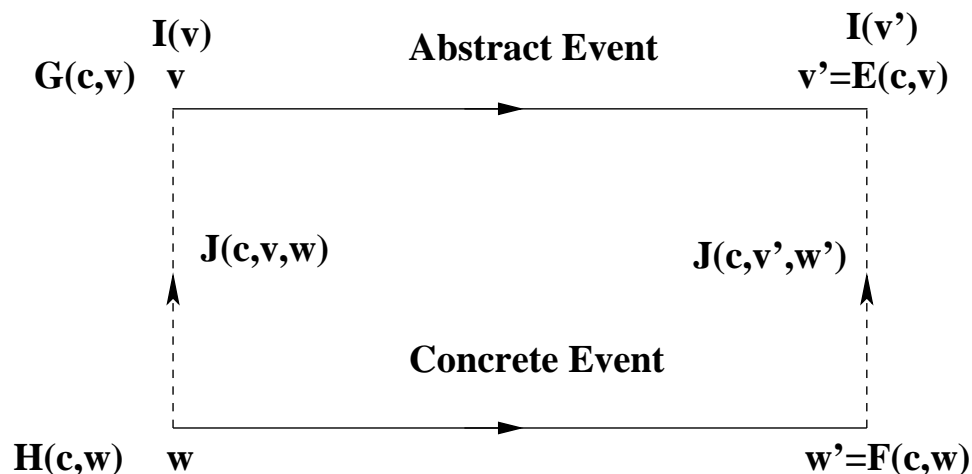 I(v) Abstract Event I(v’)
G(c,v) v v’=E(c,v)
J(c,v,w) J(c,v’,w’)
Concrete Event
H(c,w) w w’=F(c,w)